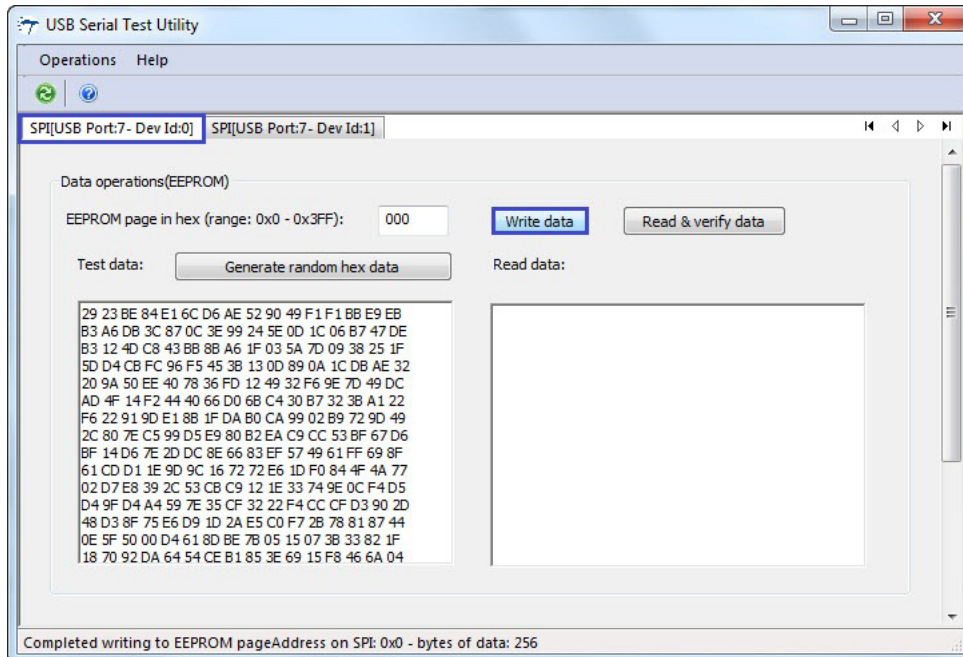 USB Serial Test Utility
Operations Help
SPI[USB Port:7- Dev Id:0] SPI[USB Port:7- Dev Id:1]
Data operations(EEPROM)
EEPROM page in hex (range: 0x0 - 0x3FF): 000 Write data Read & verify data
Test data: Generate random hex data Read data:
29 23 BE 84 E1 6C D6 AE 52 90 49 F1 F1 BB E9 EB
B3 A6 DB 3C 87 0C 3E 99 24 5E 0D 1C 06 B7 47 DE
B3 12 4D C8 43 BB 8B A6 1F 03 5A 7D 09 38 25 1F
5D D4 CB FC 96 F5 45 3B 13 0D 89 0A 1C DB AE 32
20 9A 50 EE 40 78 36 FD 12 49 32 F6 9E 7D 49 DC
AD 4F 14 F2 44 40 66 D0 6B C4 30 B7 32 3B A1 22
F6 22 91 9D E1 8B 1F DA B0 CA 99 02 B9 72 9D 49
2C 80 7E C5 99 D5 E9 80 B2 EA C9 CC 53 BF 67 D6
BF 14 D6 7E 2D DC 8E 66 83 EF 57 49 61 FF 69 8F
61 CD D1 1E 9D 9C 16 72 72 E6 1D F0 84 4F 4A 77
02 D7 E8 39 2C 53 CB C9 12 1E 33 74 9E 0C F4 D5
D4 9F D4 A4 59 7E 35 CF 32 22 F4 CC CF D3 90 2D
48 D3 8F 75 E6 D9 1D 2A E5 C0 F7 2B 78 81 87 44
0E 5F 50 00 D4 61 8D BE 7B 05 15 07 3B 33 82 1F
18 70 92 DA 64 54 CE B1 85 3E 69 15 F8 46 6A 04
Completed writing to EEPROM pageAddress on SPI: 0x0 - bytes of data: 256